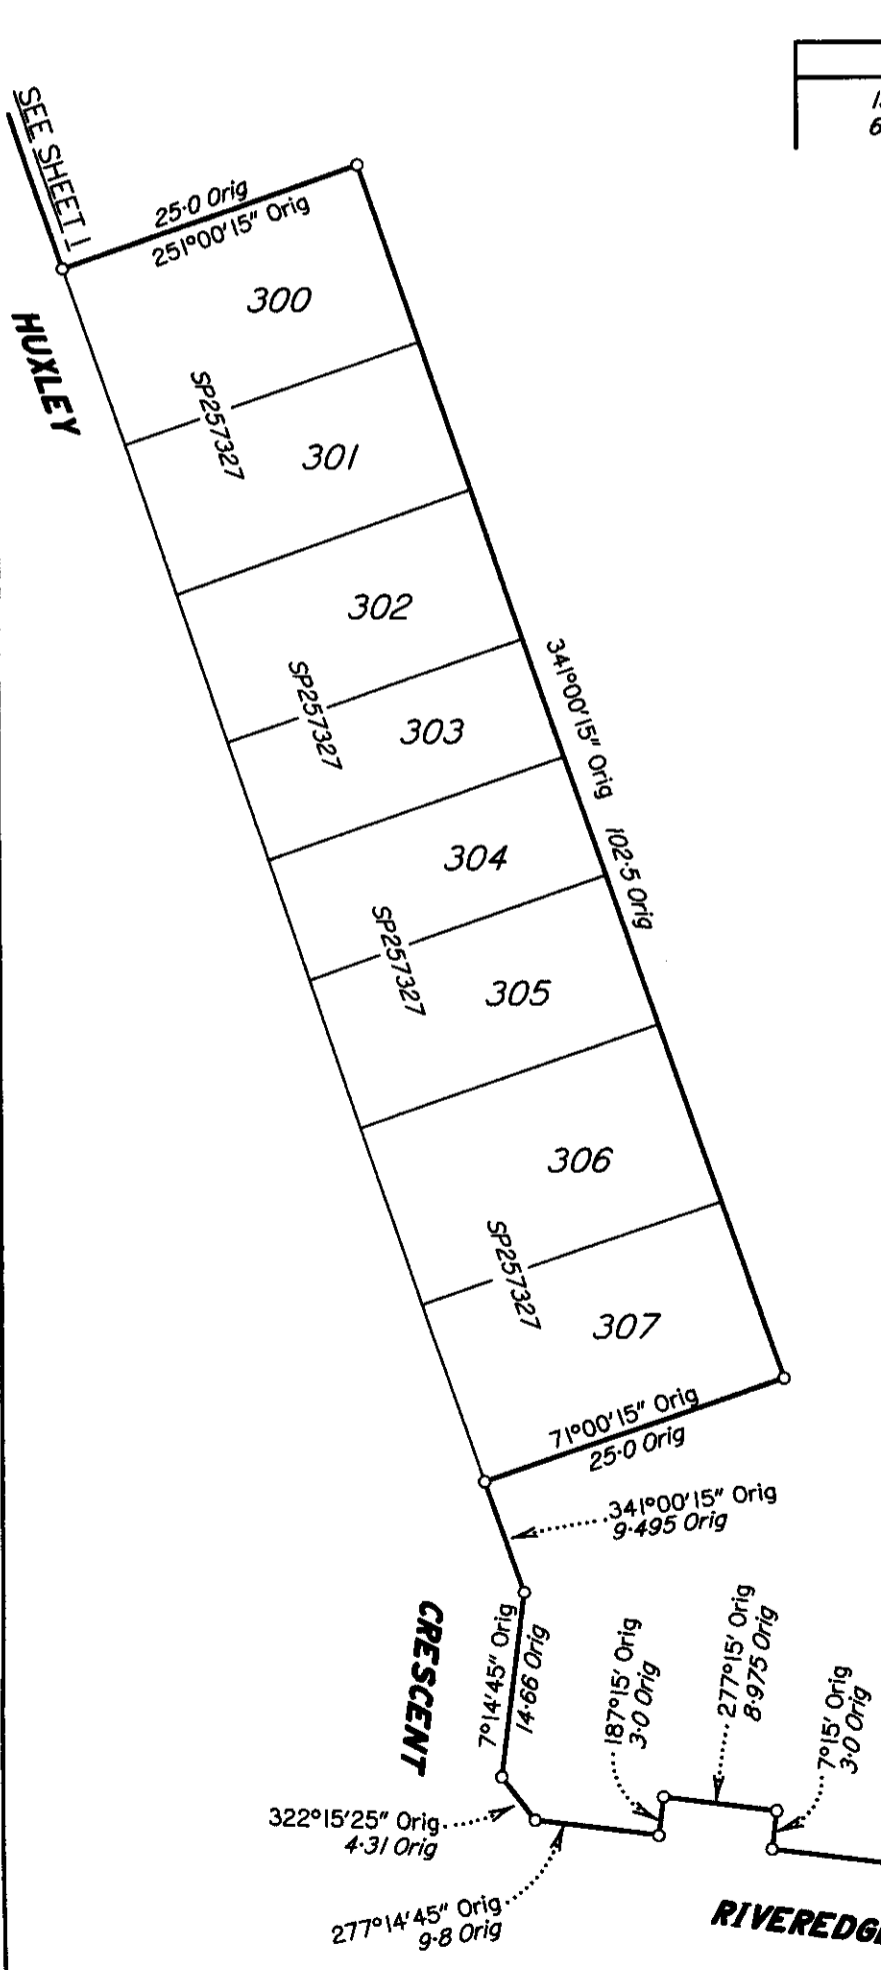 SEE SHEET 1
25·0 Orig
251°00'15" Orig
HUXLEY
300
SP257327
301
302
SP257327
303
341°00'15" Orig 102·5 Orig
304
SP257327
305
306
SP257327
307
71°00'15" Orig
25·0 Orig
341°00'15" Orig
9·495 Orig
CRESCENT
7°14'45" Orig
14·66 Orig
187°15' Orig
3·0 Orig
277°15' Orig
8·975 Orig
7°15' Orig
3·0 Orig
322°15'25" Orig
4·31 Orig
277°14'45" Orig
9·8 Orig